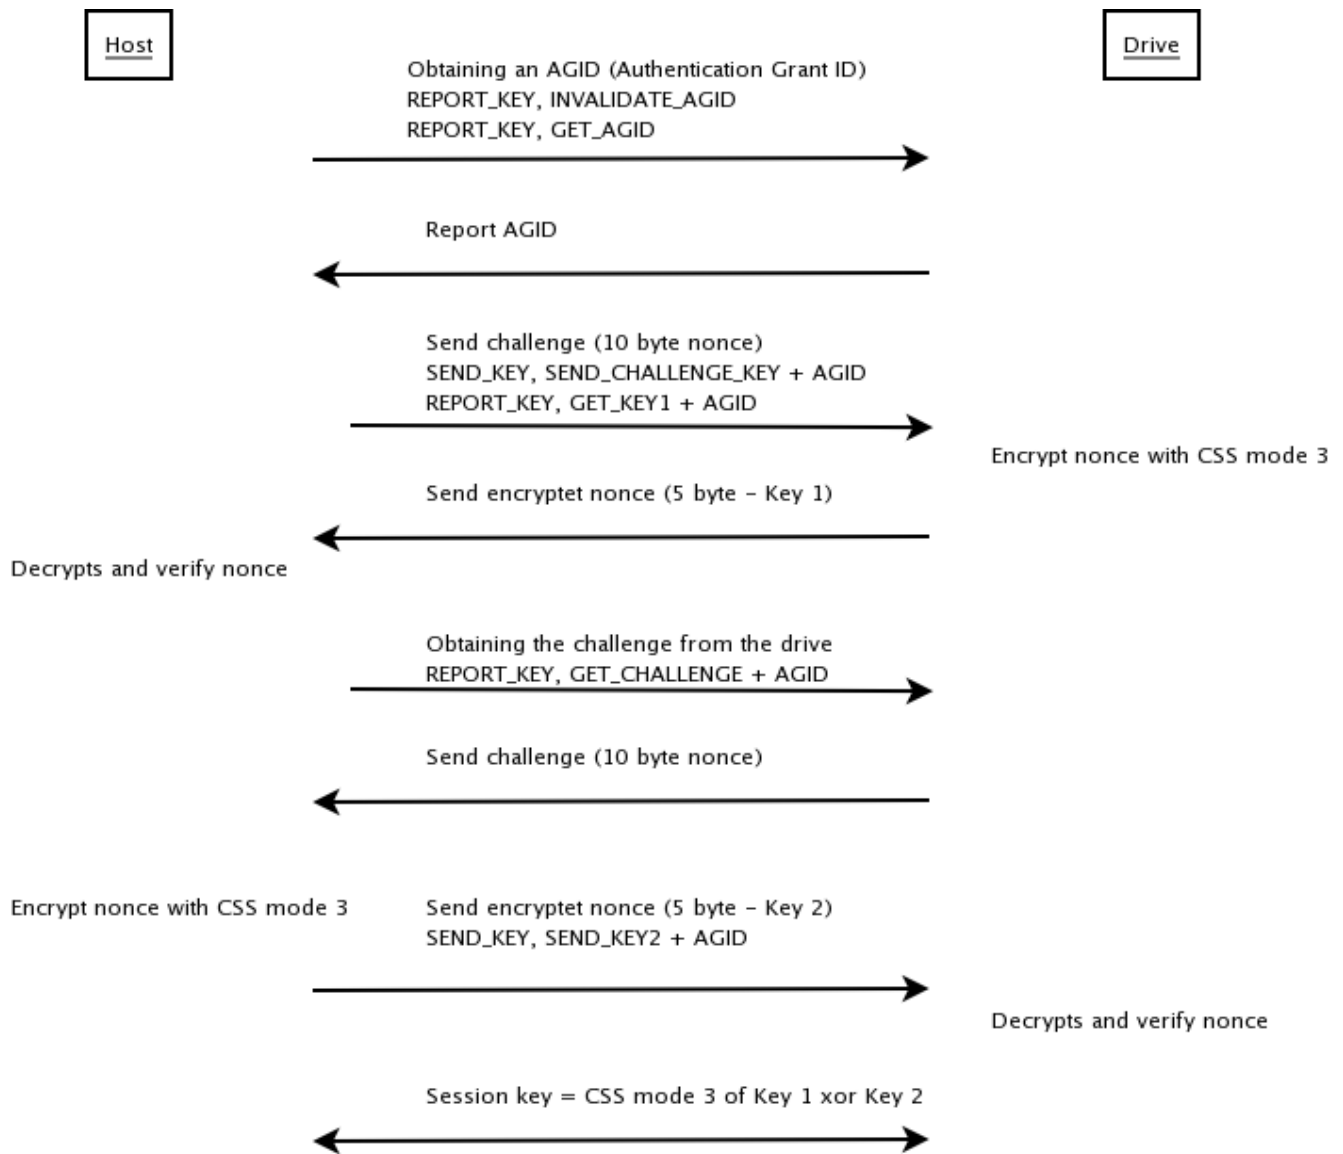 Host
Drive
Obtaining an AGID (Authentication Grant ID)
REPORT_KEY, INVALIDATE_AGID
REPORT_KEY, GET_AGID
Report AGID
Send challenge (10 byte nonce)
SEND_KEY, SEND_CHALLENGE_KEY + AGID
REPORT_KEY, GET_KEY1 + AGID
Encrypt nonce with CSS mode 3
Send encryptet nonce (5 byte – Key 1)
Decrypts and verify nonce
Obtaining the challenge from the drive
REPORT_KEY, GET_CHALLENGE + AGID
Send challenge (10 byte nonce)
Encrypt nonce with CSS mode 3
Send encryptet nonce (5 byte – Key 2)
SEND_KEY, SEND_KEY2 + AGID
Decrypts and verify nonce
Session key = CSS mode 3 of Key 1 xor Key 2